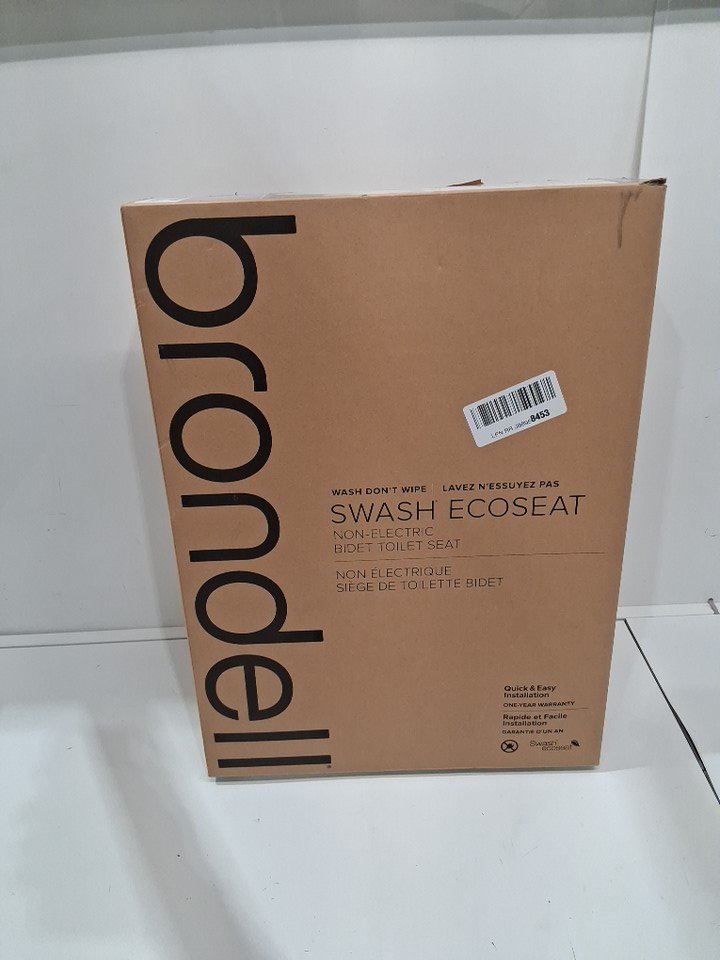 brondell
8453
WASH DON'T WIPE | LAVEZ N'ESSUYEZ PAS
SWASH ECOSEAT
NON-ELECTRIC
BIDET TOILET SEAT
NON ÉLECTRIQUE
SIÈGE DE TOILETTE BIDET
Quick & Easy
Installation
ONE-YEAR WARRANTY
Rapide et Facile
Installation
GARANTIE D'UN AN
Swash
ecoseat